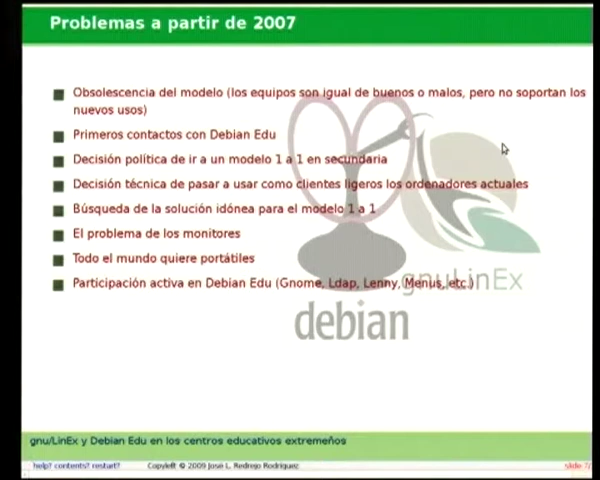 Problemas a partir de 2007
Obsolescencia del modelo (los equipos son igual de buenos o malos, pero no soportan los
nuevos usos)
Primeros contactos con Debian Edu
Decisión política de ir a un modelo 1 a 1 en secundaria
Decisión técnica de pasar a usar como clientes ligeros los ordenadores actuales
Búsqueda de la solución idónea para el modelo 1 a 1
El problema de los monitores
Todo el mundo quiere portátiles
Participación activa en Debian Edu (Gnome, Ldap, Lenny, Menus, etc.)
gnuLinEx
debian
gnu/LinEx y Debian Edu en los centros educativos extremeños
help? contents? restart? Copyleft © 2009 José L. Redrejo Rodríguez slide 7/